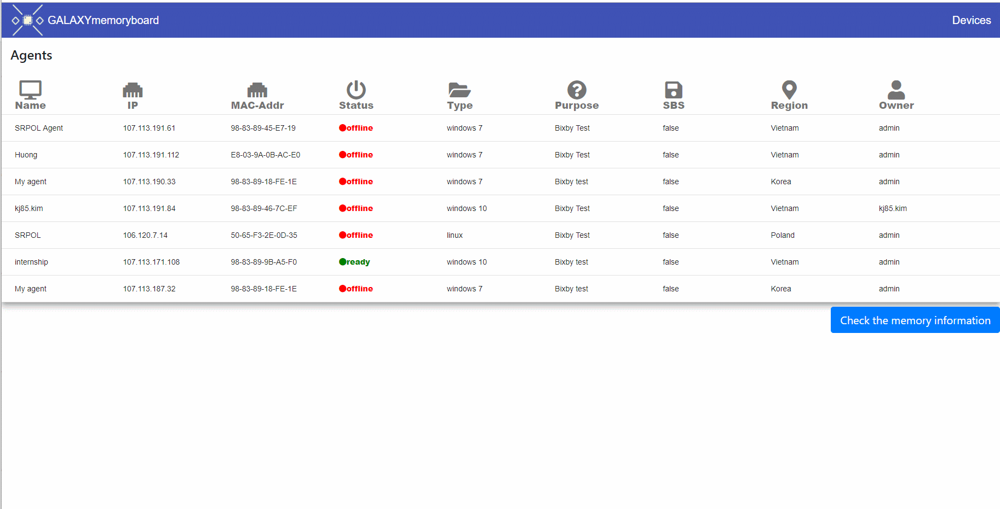 GALAXYmemoryboard Devices
Agents
Name IP MAC-Addr Status Type Purpose SBS Region Owner
SRPOL Agent 107.113.191.61 98-83-89-45-E7-19 offline windows 7 Bixby Test false Vietnam admin
Huong 107.113.191.112 E8-03-9A-0B-AC-E0 offline windows 7 Bixby Test false Vietnam admin
My agent 107.113.190.33 98-83-89-18-FE-1E offline windows 7 Bixby test false Korea admin
kj85.kim 107.113.191.84 98-83-89-46-7C-EF offline windows 10 Bixby Test false Vietnam kj85.kim
SRPOL 106.120.7.14 50-65-F3-2E-0D-35 offline linux Bixby Test false Poland admin
internship 107.113.171.108 98-83-89-9B-A5-F0 ready windows 10 Bixby test false Vietnam admin
My agent 107.113.187.32 98-83-89-18-FE-1E offline windows 7 Bixby test false Korea admin
Check the memory information